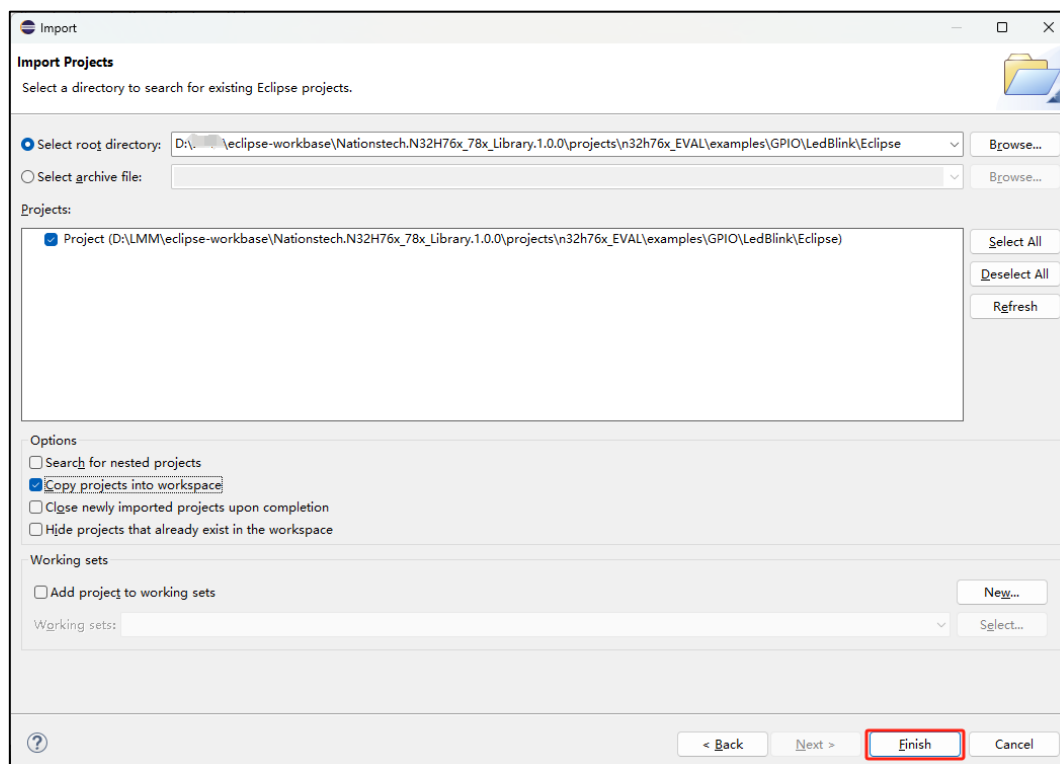 Import
Import Projects
Select a directory to search for existing Eclipse projects.
Select root directory: D:\ \eclipse-workbase\Nationstech.N32H76x_78x_Library.1.0.0\projects\n32h76x_EVAL\examples\GPIO\LedBlink\Eclipse Browse...
Select archive file: Browse...
Projects:
Project (D:\LMM\eclipse-workbase\Nationstech.N32H76x_78x_Library.1.0.0\projects\n32h76x_EVAL\examples\GPIO\LedBlink\Eclipse) Select All
Deselect All
Refresh
Options
Search for nested projects
Copy projects into workspace
Close newly imported projects upon completion
Hide projects that already exist in the workspace
Working sets
Add project to working sets New...
Working sets: Select...
? < Back Next > Finish Cancel